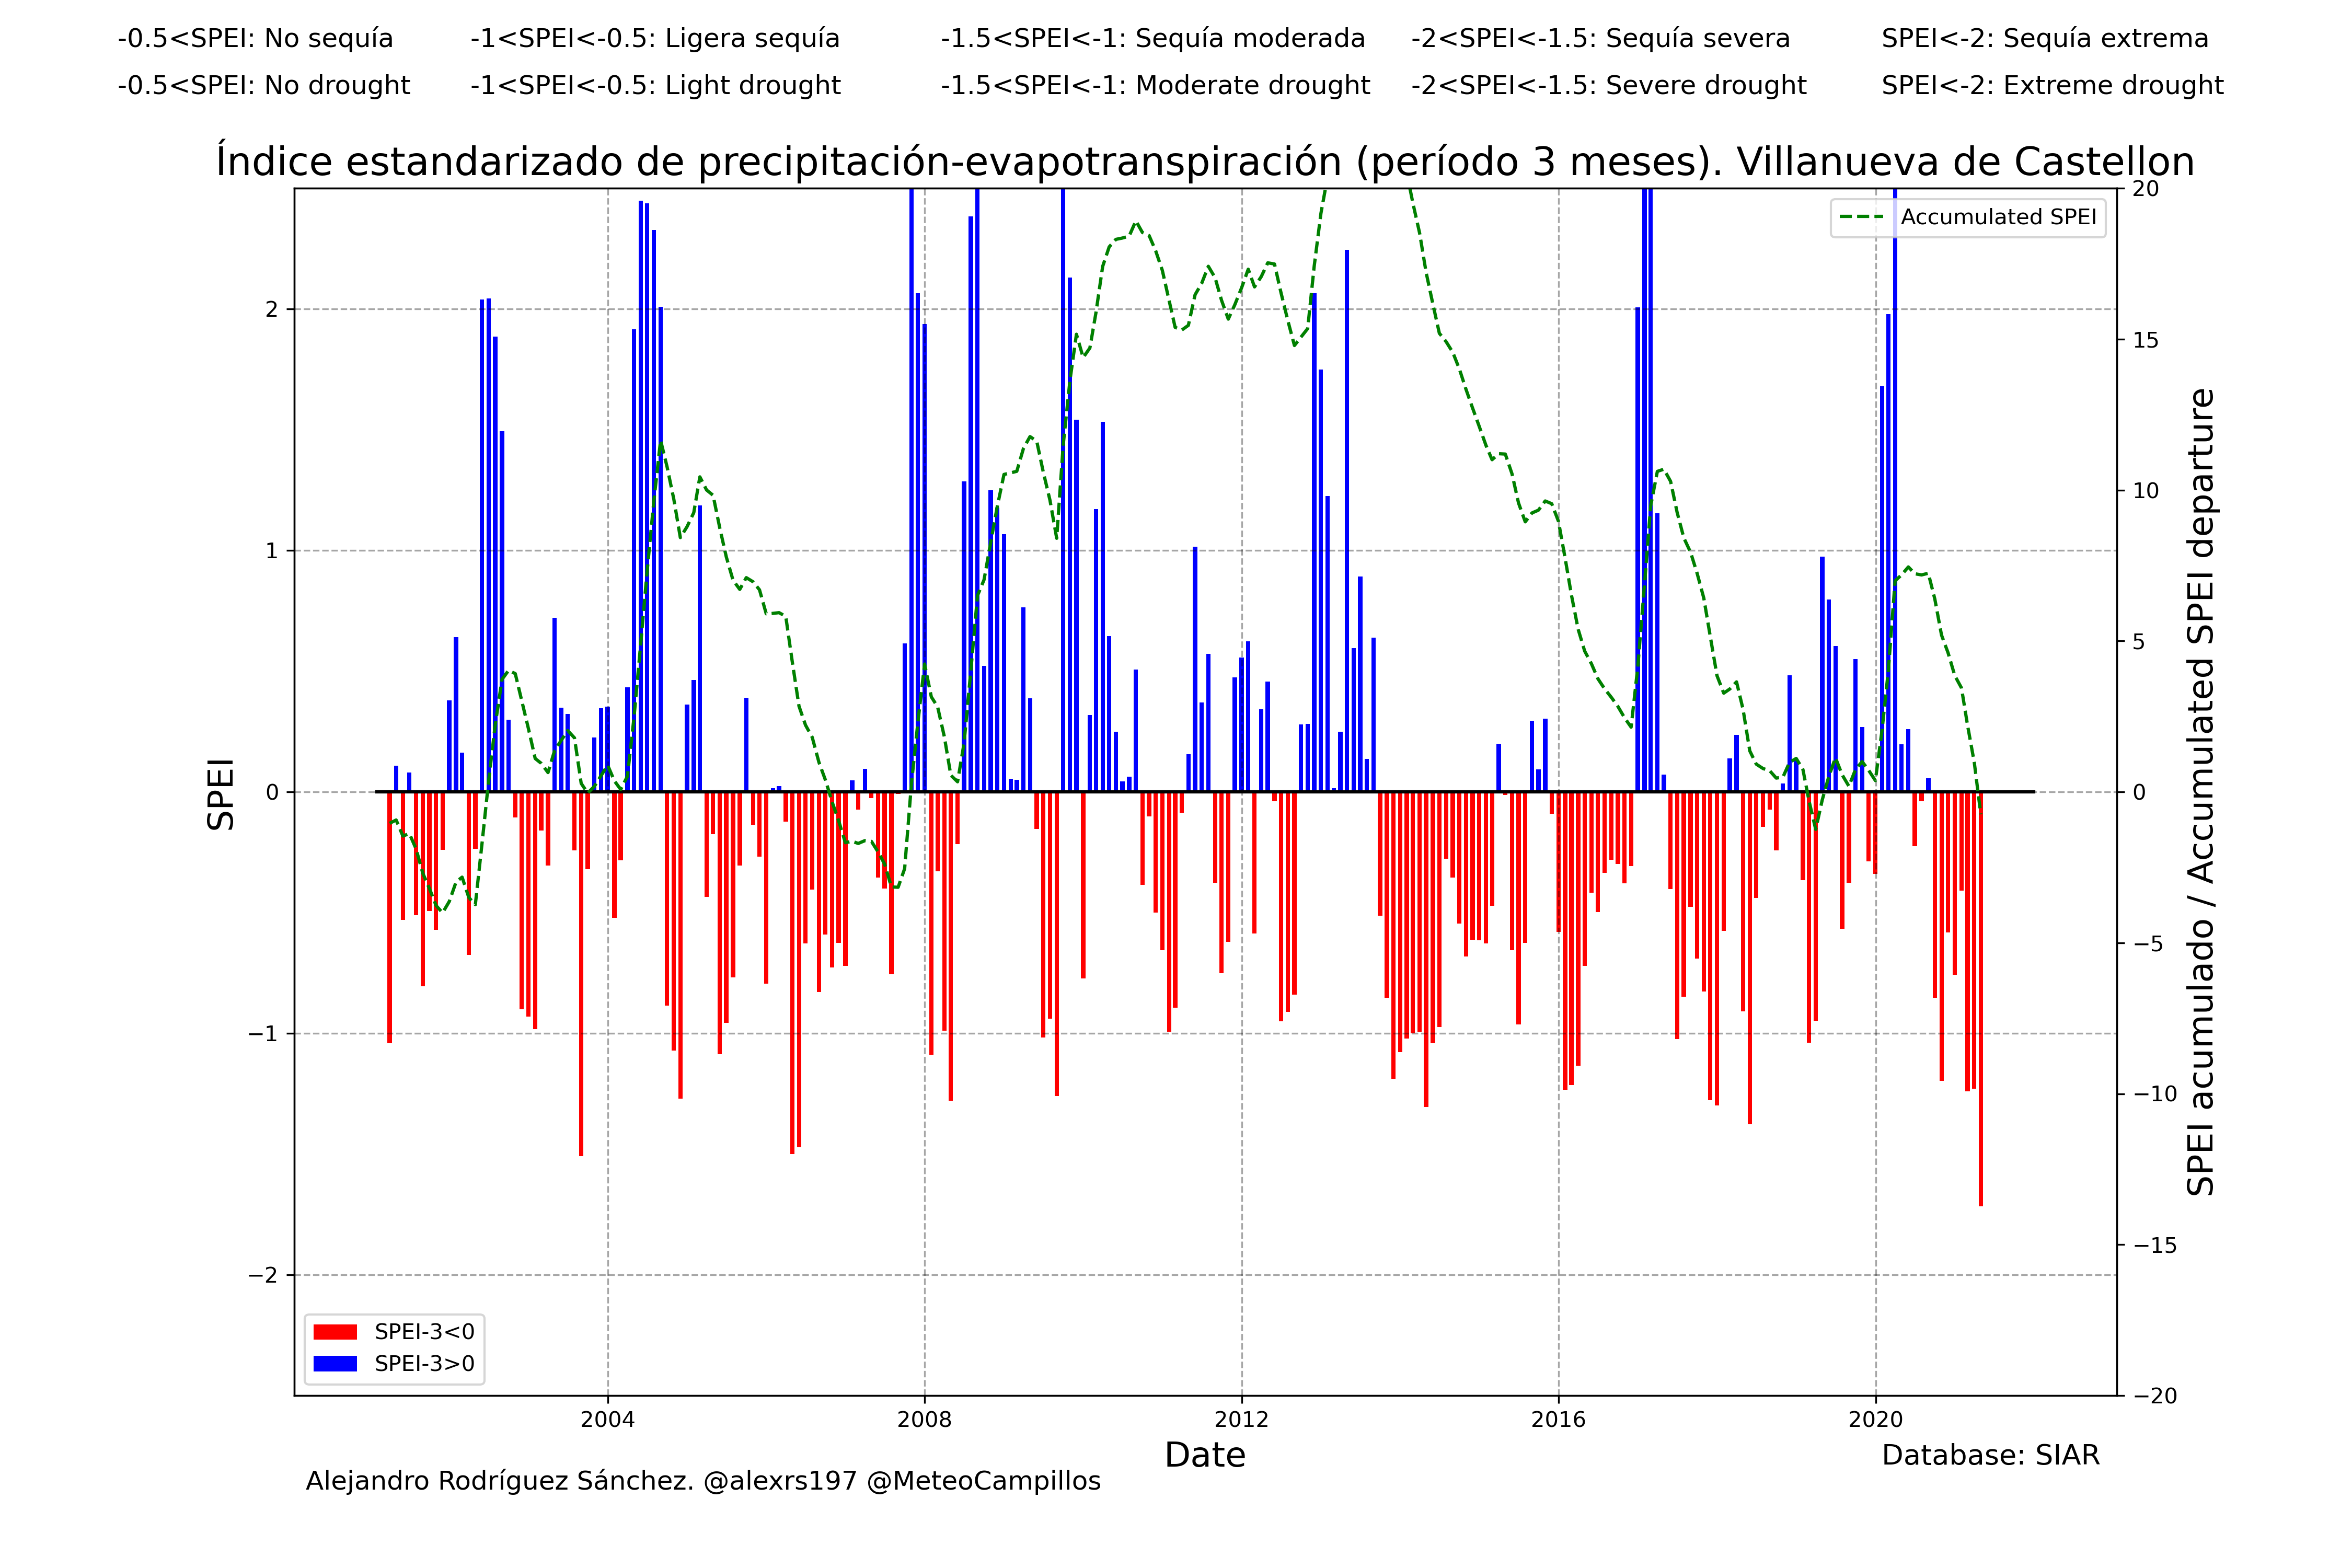 -0.5<SPEI: No sequía -1<SPEI<-0.5: Ligera sequía -1.5<SPEI<-1: Sequía moderada -2<SPEI<-1.5: Sequía severa SPEI<-2: Sequía extrema
-0.5<SPEI: No drought -1<SPEI<-0.5: Light drought -1.5<SPEI<-1: Moderate drought -2<SPEI<-1.5: Severe drought SPEI<-2: Extreme drought
Índice estandarizado de precipitación-evapotranspiración (período 3 meses). Villanueva de Castellon
Accumulated SPEI
SPEI
2
1
0
−1
−2
20
15
10
5
0
−5
−10
−15
−20
SPEI acumulado / Accumulated SPEI departure
SPEI-3<0
SPEI-3>0
2004 2008 2012 2016 2020
Date
Database: SIAR
Alejandro Rodríguez Sánchez. @alexrs197 @MeteoCampillos